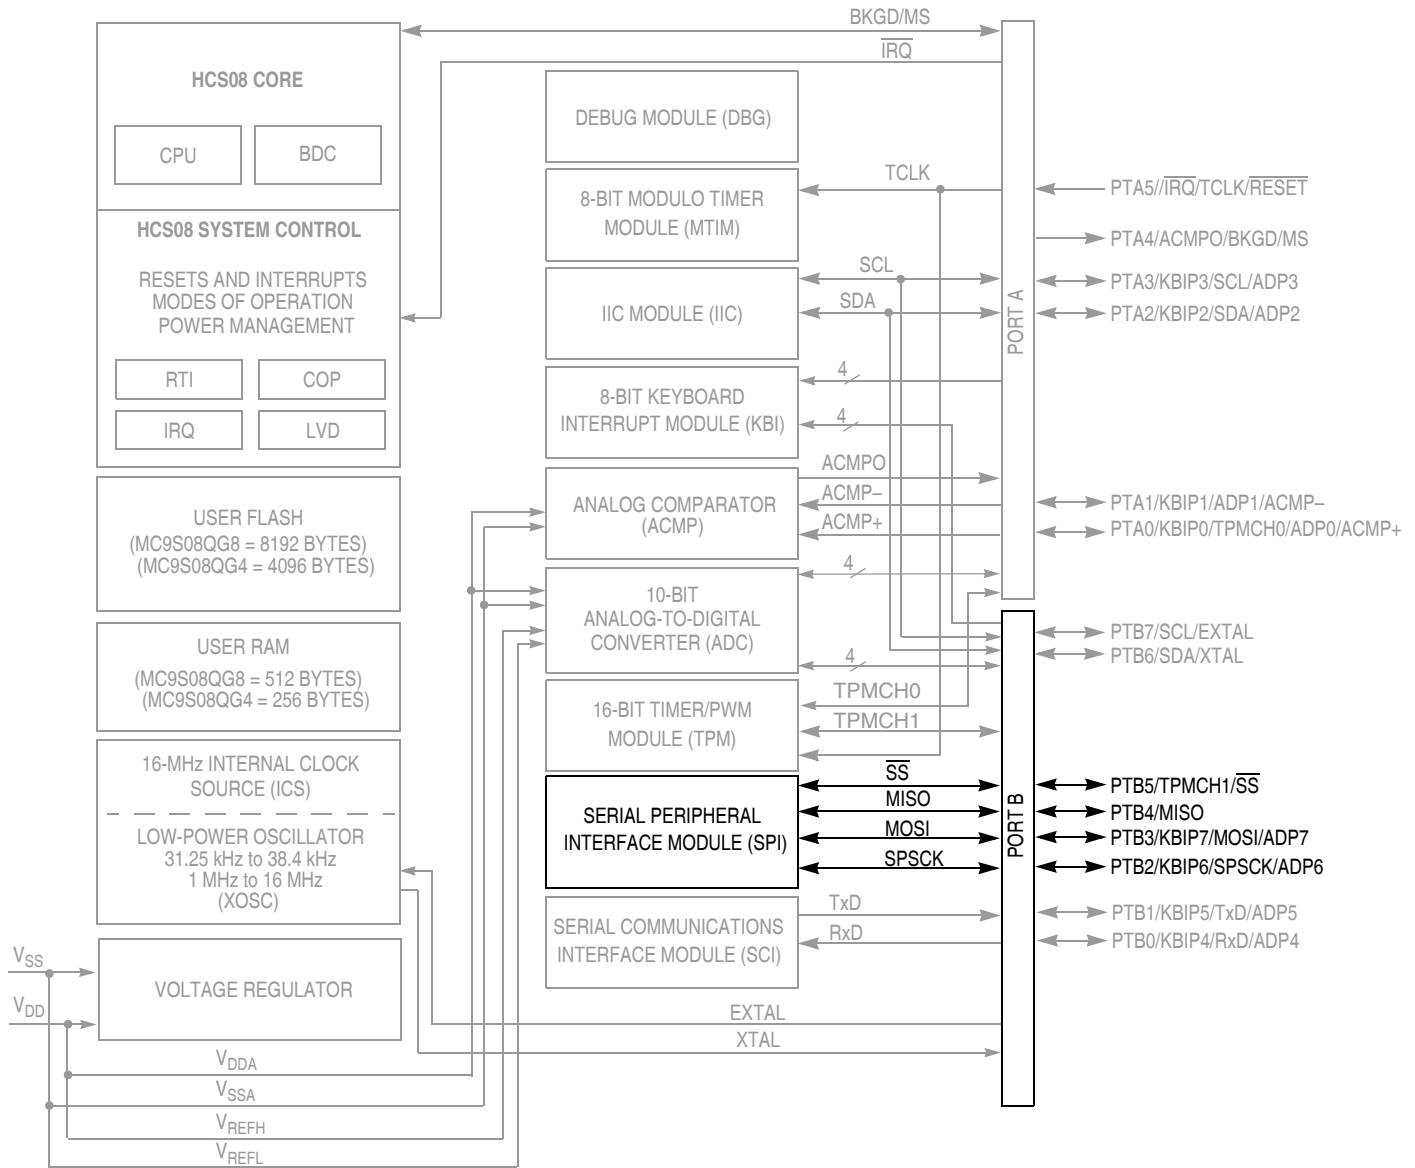 BKGD/MS
IRQ
HCS08 CORE
CPU
BDC
HCS08 SYSTEM CONTROL
RESETS AND INTERRUPTS
MODES OF OPERATION
POWER MANAGEMENT
RTI
COP
IRQ
LVD
USER FLASH
(MC9S08QG8 = 8192 BYTES)
(MC9S08QG4 = 4096 BYTES)
USER RAM
(MC9S08QG8 = 512 BYTES)
(MC9S08QG4 = 256 BYTES)
16-MHz INTERNAL CLOCK
SOURCE (ICS)
LOW-POWER OSCILLATOR
31.25 kHz to 38.4 kHz
1 MHz to 16 MHz
(XOSC)
VSS
VDD
VOLTAGE REGULATOR
VDDA
VSSA
VREFH
VREFL
DEBUG MODULE (DBG)
8-BIT MODULO TIMER
MODULE (MTIM)
TCLK
IIC MODULE (IIC)
SCL
SDA
8-BIT KEYBOARD
INTERRUPT MODULE (KBI)
4
4
ANALOG COMPARATOR
(ACMP)
ACMPO
ACMP–
ACMP+
10-BIT
ANALOG-TO-DIGITAL
CONVERTER (ADC)
4
4
16-BIT TIMER/PWM
MODULE (TPM)
TPMCH0
TPMCH1
SERIAL PERIPHERAL
INTERFACE MODULE (SPI)
SS
MISO
MOSI
SPSCK
SERIAL COMMUNICATIONS
INTERFACE MODULE (SCI)
TxD
RxD
EXTAL
XTAL
PORT A
PORT B
PTA5//IRQ/TCLK/RESET
PTA4/ACMPO/BKGD/MS
PTA3/KBIP3/SCL/ADP3
PTA2/KBIP2/SDA/ADP2
PTA1/KBIP1/ADP1/ACMP–
PTA0/KBIP0/TPMCH0/ADP0/ACMP+
PTB7/SCL/EXTAL
PTB6/SDA/XTAL
PTB5/TPMCH1/SS
PTB4/MISO
PTB3/KBIP7/MOSI/ADP7
PTB2/KBIP6/SPSCK/ADP6
PTB1/KBIP5/TxD/ADP5
PTB0/KBIP4/RxD/ADP4